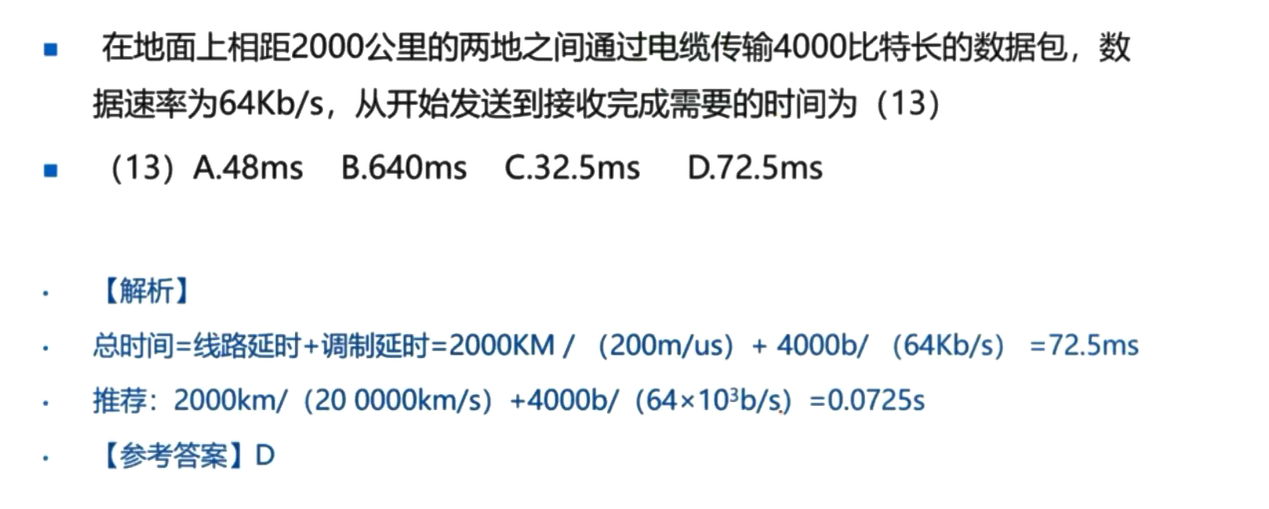 在地面上相距2000公里的两地之间通过电缆传输4000比特长的数据包，数
据速率为64Kb/s，从开始发送到接收完成需要的时间为（13）
（13）A.48ms B.640ms C.32.5ms D.72.5ms
【解析】
总时间=线路延时+调制延时=2000KM / （200m/us）+ 4000b/ （64Kb/s） =72.5ms
推荐：2000km/（20 0000km/s）+4000b/（64×10³b/s）=0.0725s
【参考答案】D